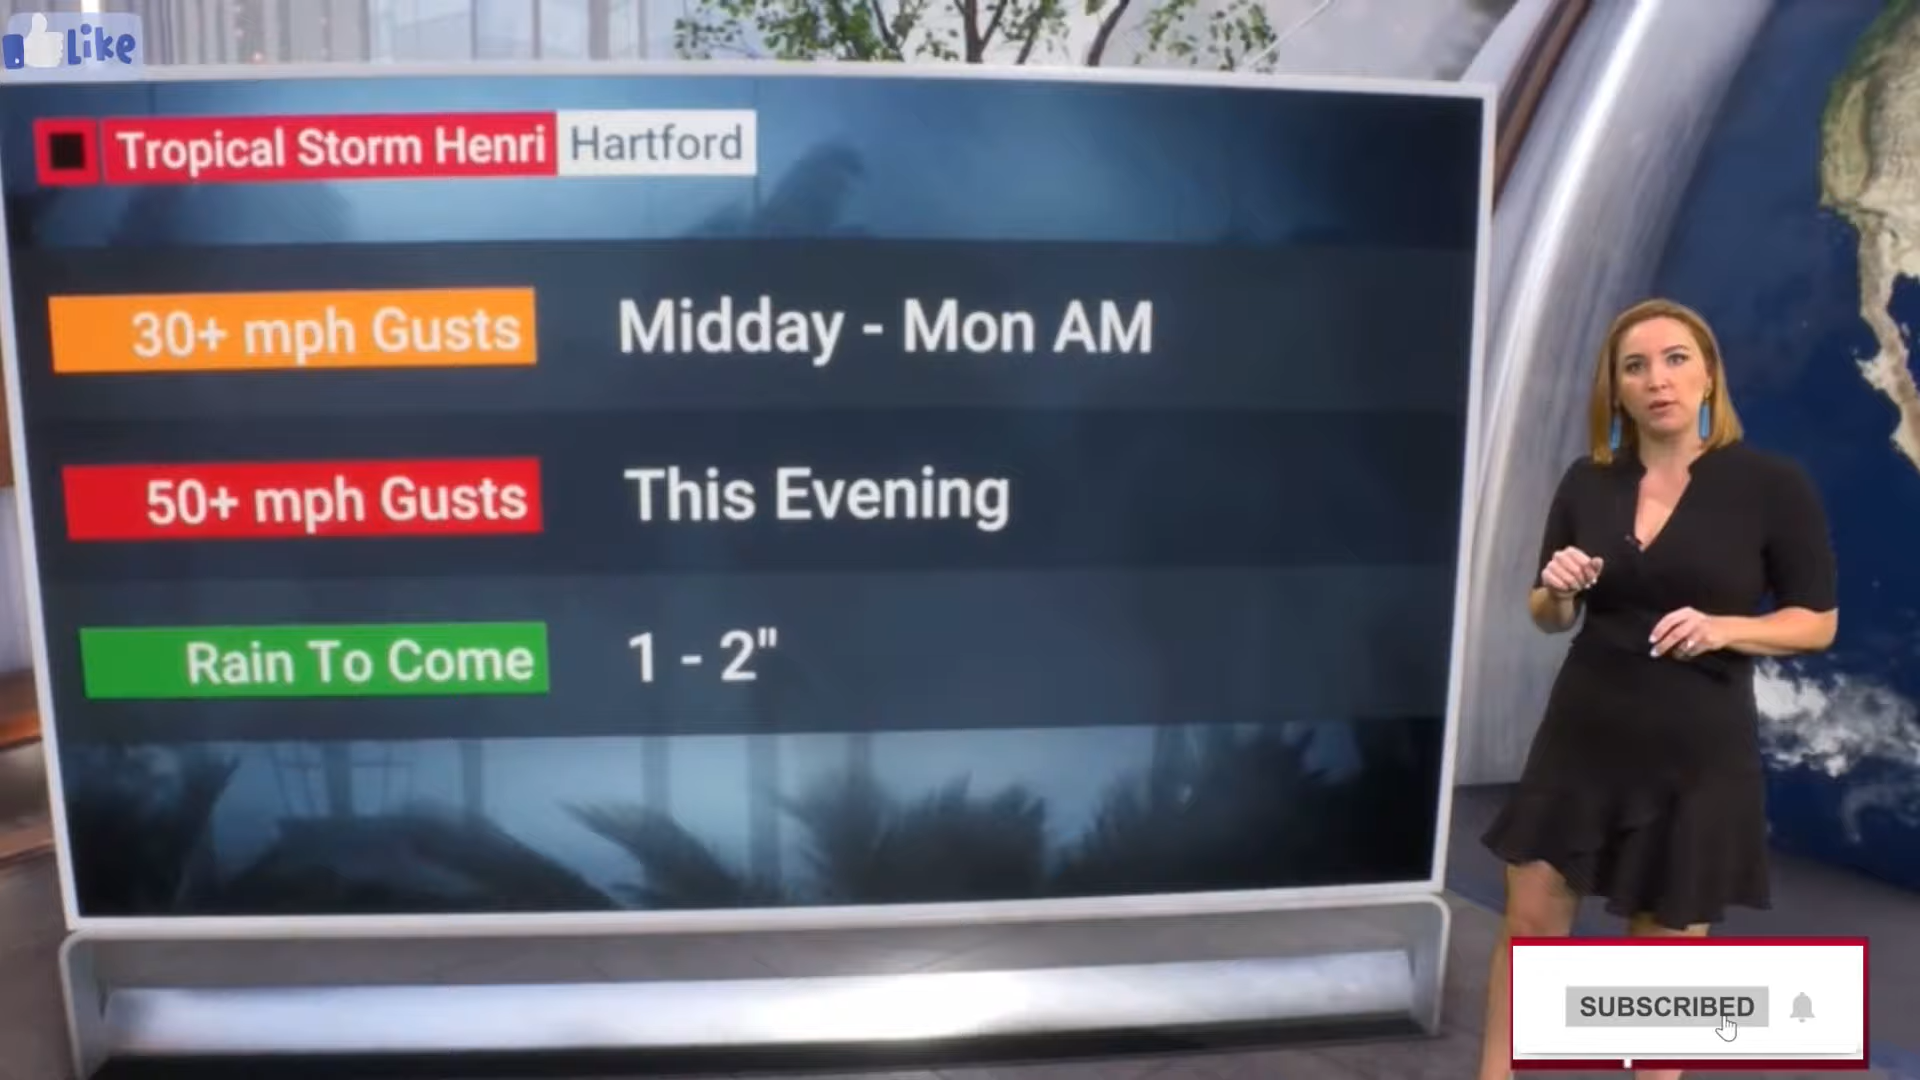 Like
Tropical Storm Henri Hartford
30+ mph Gusts Midday - Mon AM
50+ mph Gusts This Evening
Rain To Come 1 - 2"
SUBSCRIBED